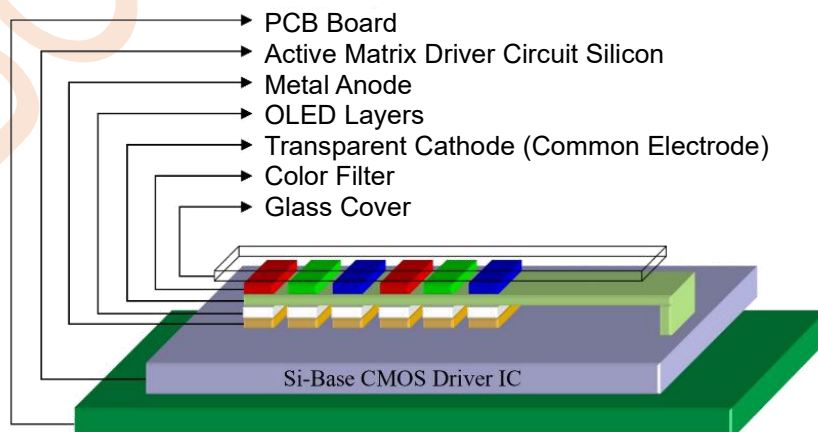 PCB Board
Active Matrix Driver Circuit Silicon
Metal Anode
OLED Layers
Transparent Cathode (Common Electrode)
Color Filter
Glass Cover
Si-Base CMOS Driver IC